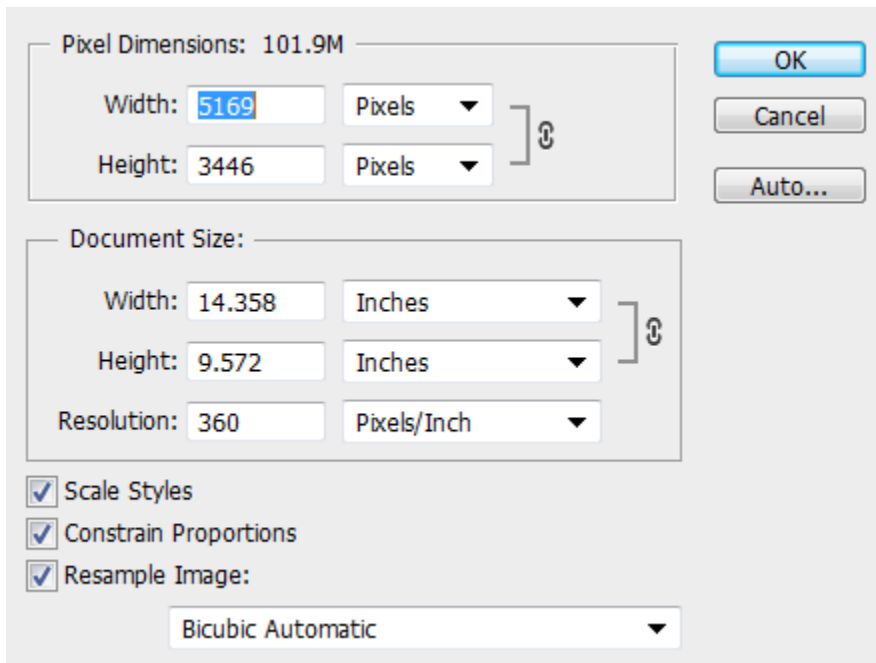 Pixel Dimensions: 101.9M
OK
Width: 5169 Pixels
Cancel
Height: 3446 Pixels
Auto...
Document Size:
Width: 14.358 Inches
Height: 9.572 Inches
Resolution: 360 Pixels/Inch
Scale Styles
Constrain Proportions
Resample Image:
Bicubic Automatic